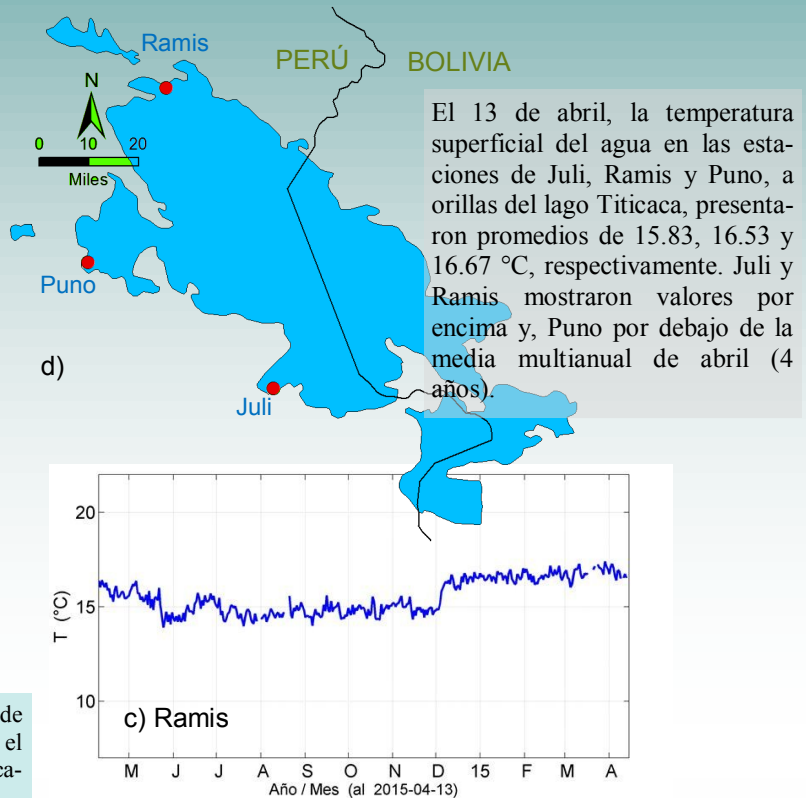 Ramis
PERÚ
BOLIVIA
N
0 10 20
Miles
El 13 de abril, la temperatura
superficial del agua en las esta-
ciones de Juli, Ramis y Puno, a
orillas del lago Titicaca, presenta-
ron promedios de 15.83, 16.53 y
16.67 °C, respectivamente. Juli y
Ramis mostraron valores por
encima y, Puno por debajo de la
media multianual de abril (4
años).
Puno
d)
Juli
20
15
10
T (°C)
c) Ramis
M J J A S O N D 15 F M A
Año / Mes (al 2015-04-13)
de
el
ca-